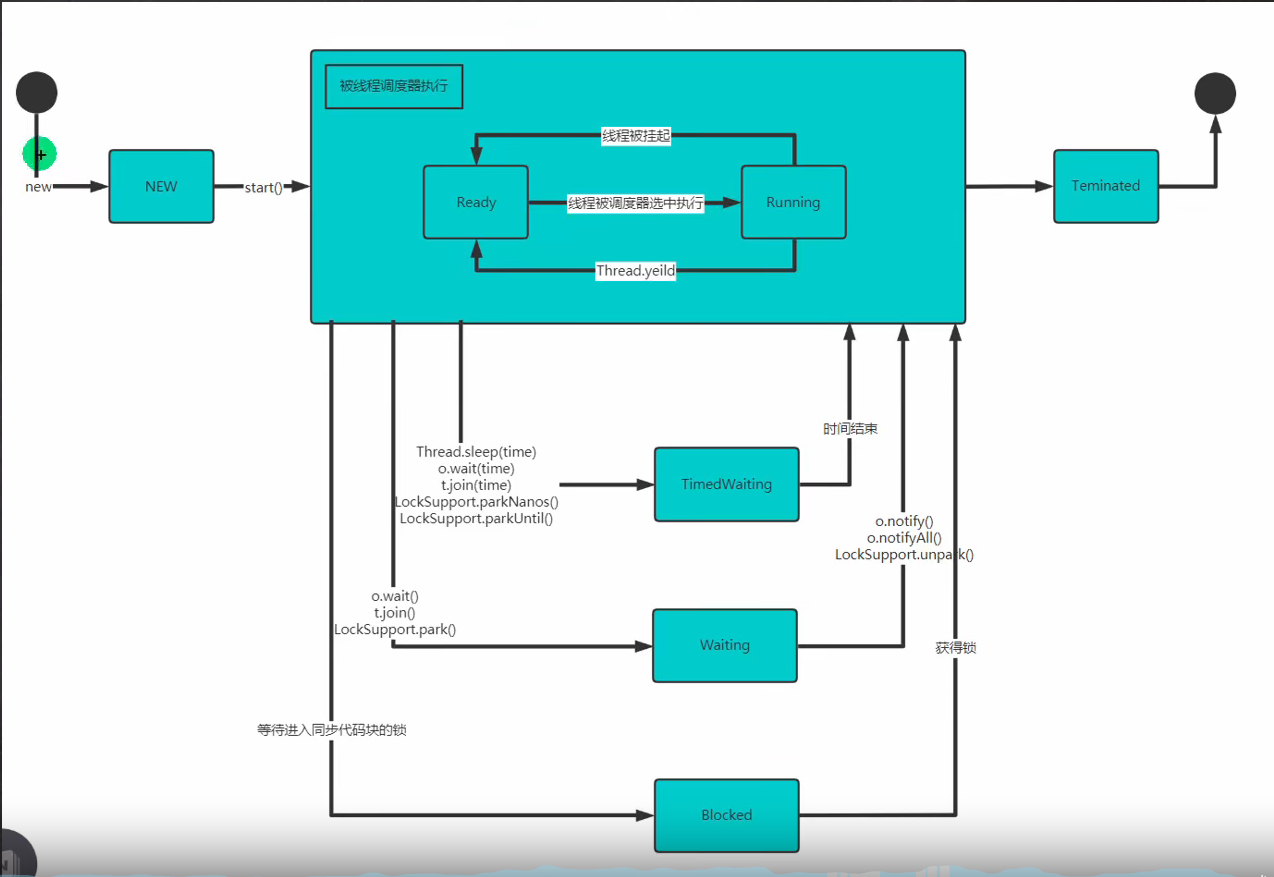 被线程调度器执行
线程被挂起
new
NEW
start()
Ready
线程被调度器选中执行
Running
Teminated
Thread.yeild
Thread.sleep(time)
o.wait(time)
t.join(time)
LockSupport.parkNanos()
LockSupport.parkUntil()
TimedWaiting
时间结束
o.notify()
o.notifyAll()
LockSupport.unpark()
o.wait()
t.join()
LockSupport.park()
Waiting
获得锁
等待进入同步代码块的锁
Blocked